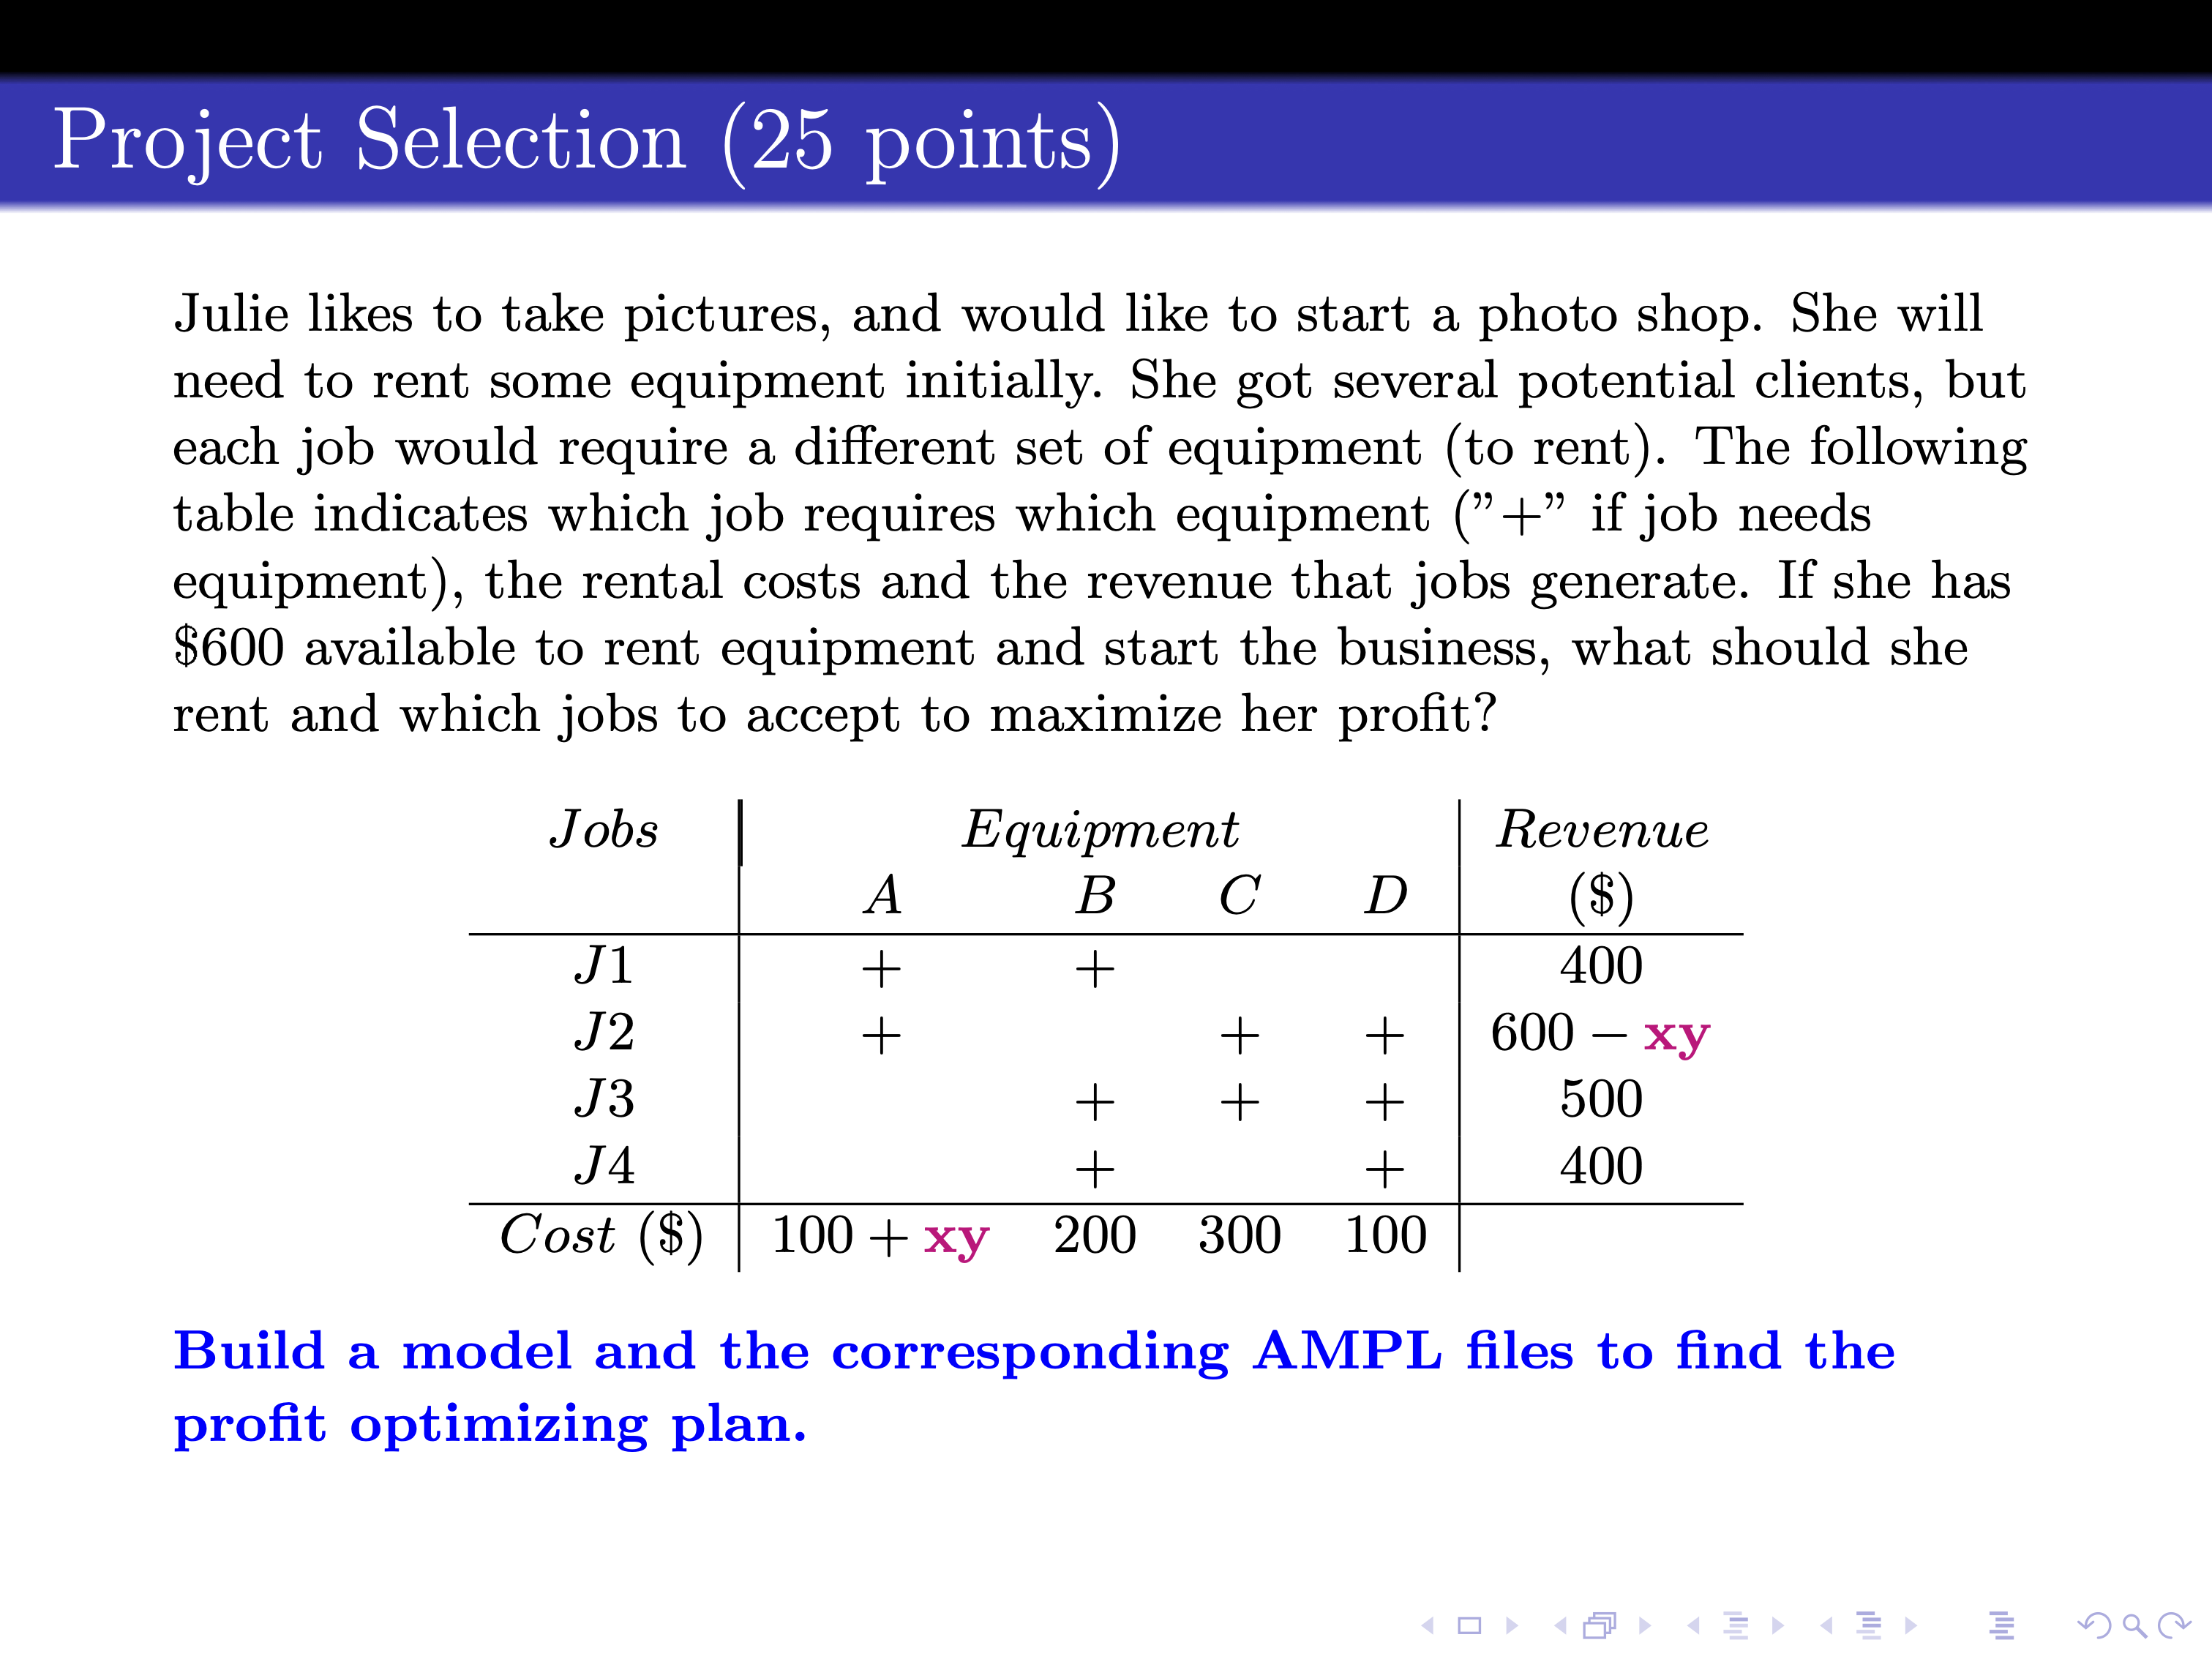 Project Selection (25 points)
Julie likes to take pictures, and would like to start a photo shop. She will
need to rent some equipment initially. She got several potential clients, but
each job would require a different set of equipment (to rent). The following
table indicates which job requires which equipment (”+” if job needs
equipment), the rental costs and the revenue that jobs generate. If she has
$600 available to rent equipment and start the business, what should she
rent and which jobs to accept to maximize her profit?
Jobs Equipment Revenue
A B C D ($)
J1 + + 400
J2 + + + 600 − xy
J3 + + + 500
J4 + + 400
Cost ($) 100 + xy 200 300 100
Build a model and the corresponding AMPL files to find the
profit optimizing plan.